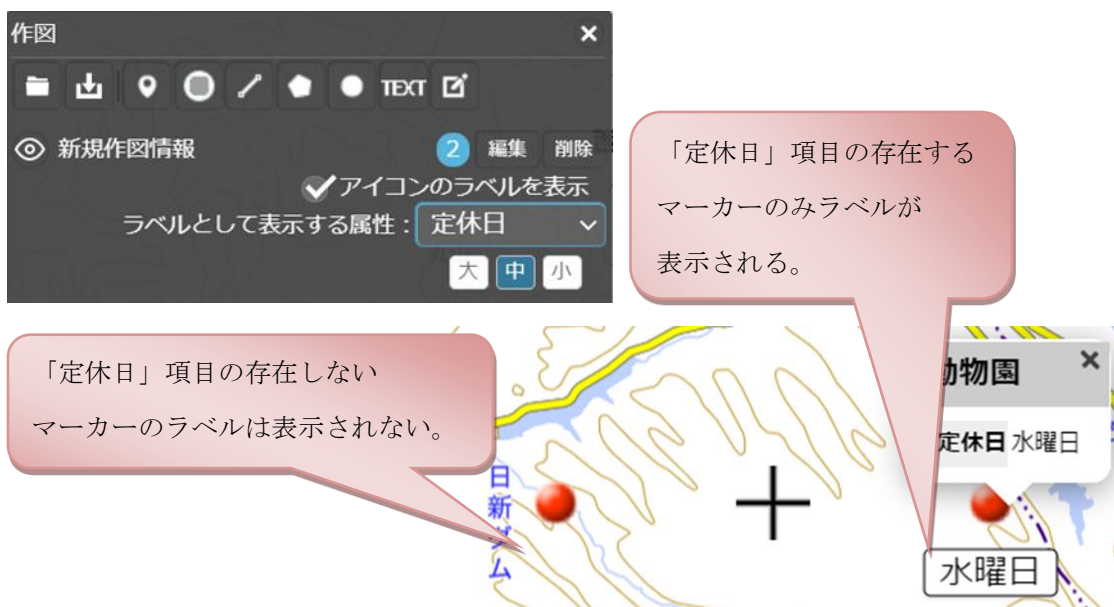 作図
TEXT
新規作図情報 2 編集 削除
アイコンのラベルを表示
ラベルとして表示する属性: 定休日
大 中 小
「定休日」項目の存在する
マーカーのみラベルが
表示される。
「定休日」項目の存在しない
マーカーのラベルは表示されない。
動物園
定休日 水曜日
日新ダム
水曜日